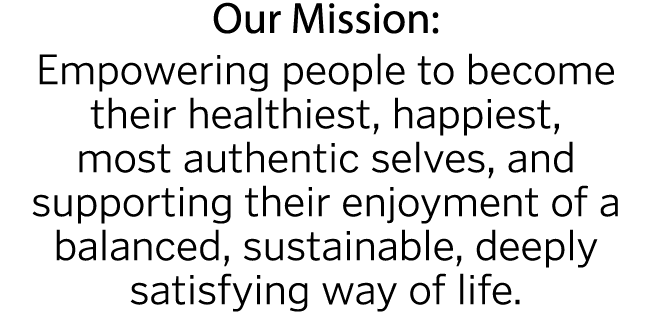 Our Mission:
Empowering people to become
their healthiest, happiest,
most authentic selves, and
supporting their enjoyment of a
balanced, sustainable, deeply
satisfying way of life.